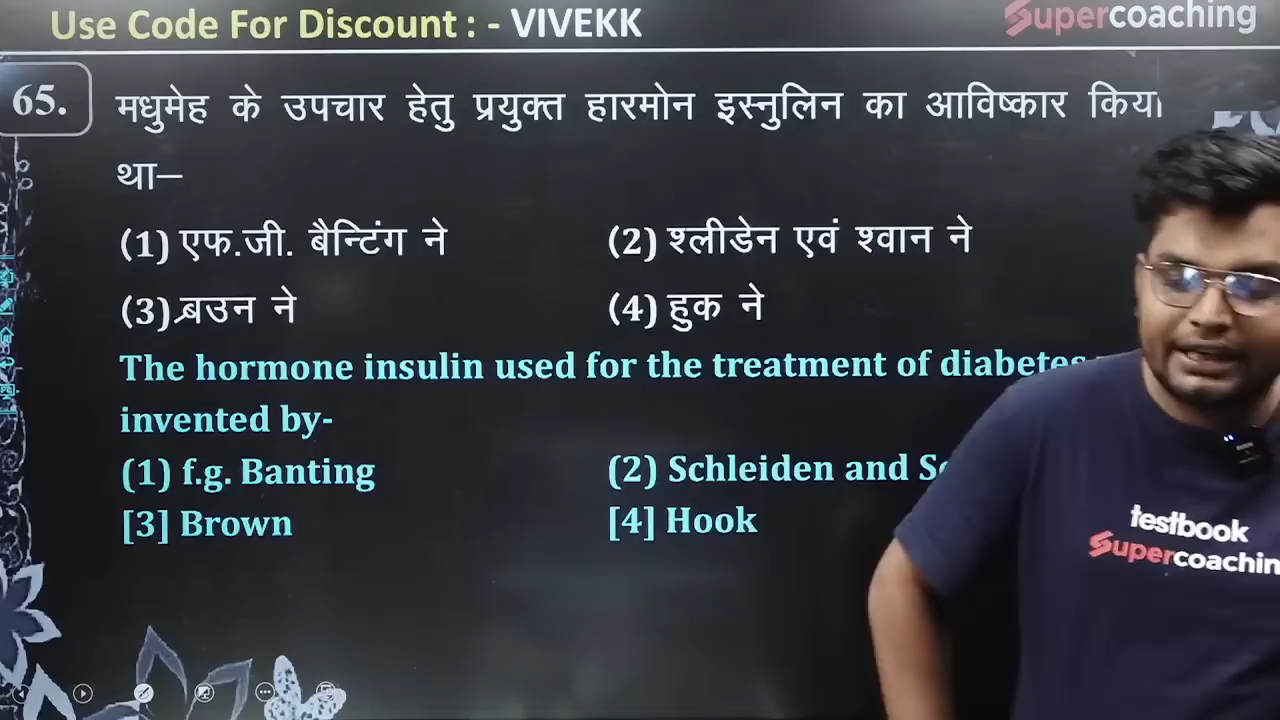 Use Code For Discount : - VIVEKK
Supercoaching
65. मधुमेह के उपचार हेतु प्रयुक्त हारमोन इस्नुलिन का आविष्कार किया
था–
(1) एफ.जी. बैन्टिंग ने (2) श्लीडेन एवं श्वान ने
(3) ब्रउन ने (4) हुक ने
The hormone insulin used for the treatment of diabetes
invented by-
(1) f.g. Banting (2) Schleiden and
[3] Brown [4] Hook
testbook
Supercoachin